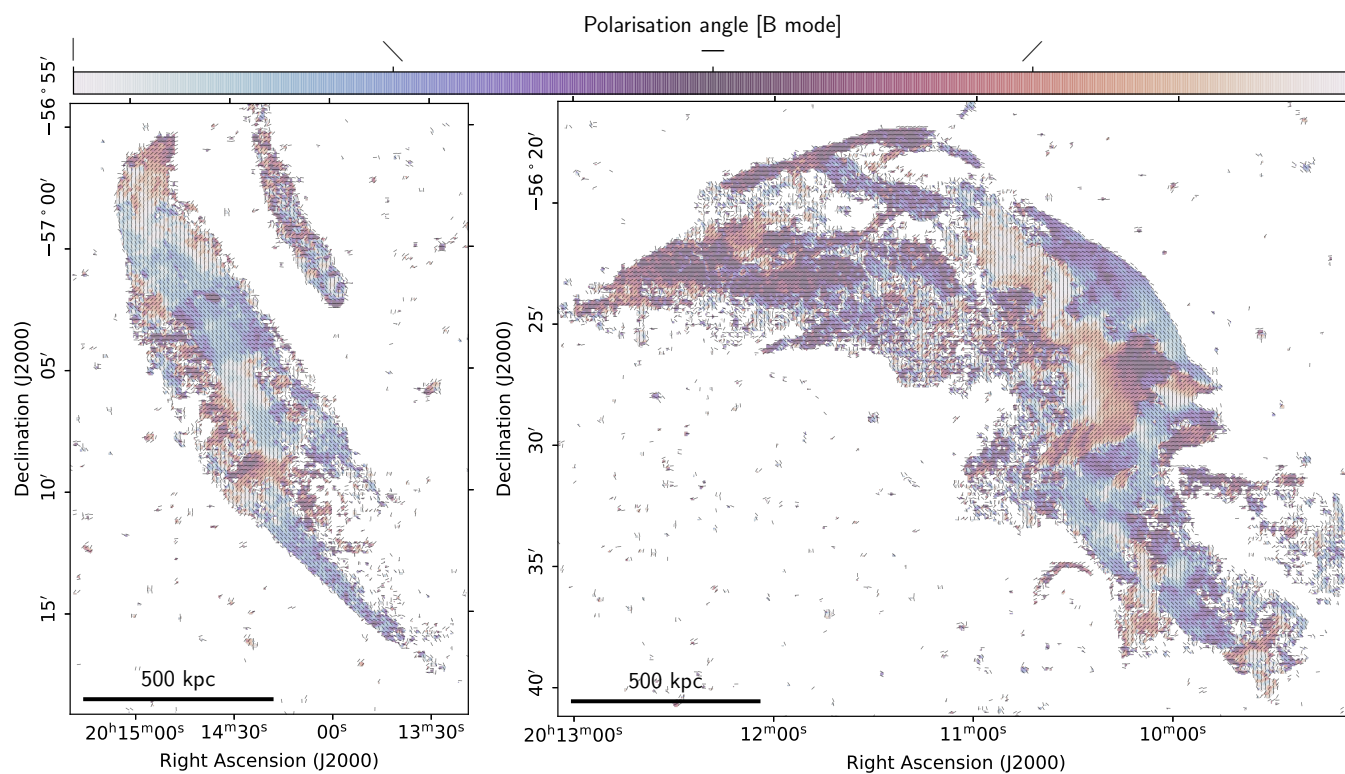 Polarisation angle [B mode]
−56°55′
−57°00′
05′
10′
15′
Declination (J2000)
500 kpc
20ʰ15ᵐ00ˢ
14ᵐ30ˢ
00ˢ
13ᵐ30ˢ
Right Ascension (J2000)
−56°20′
25′
30′
35′
40′
Declination (J2000)
500 kpc
20ʰ13ᵐ00ˢ
12ᵐ00ˢ
11ᵐ00ˢ
10ᵐ00ˢ
Right Ascension (J2000)